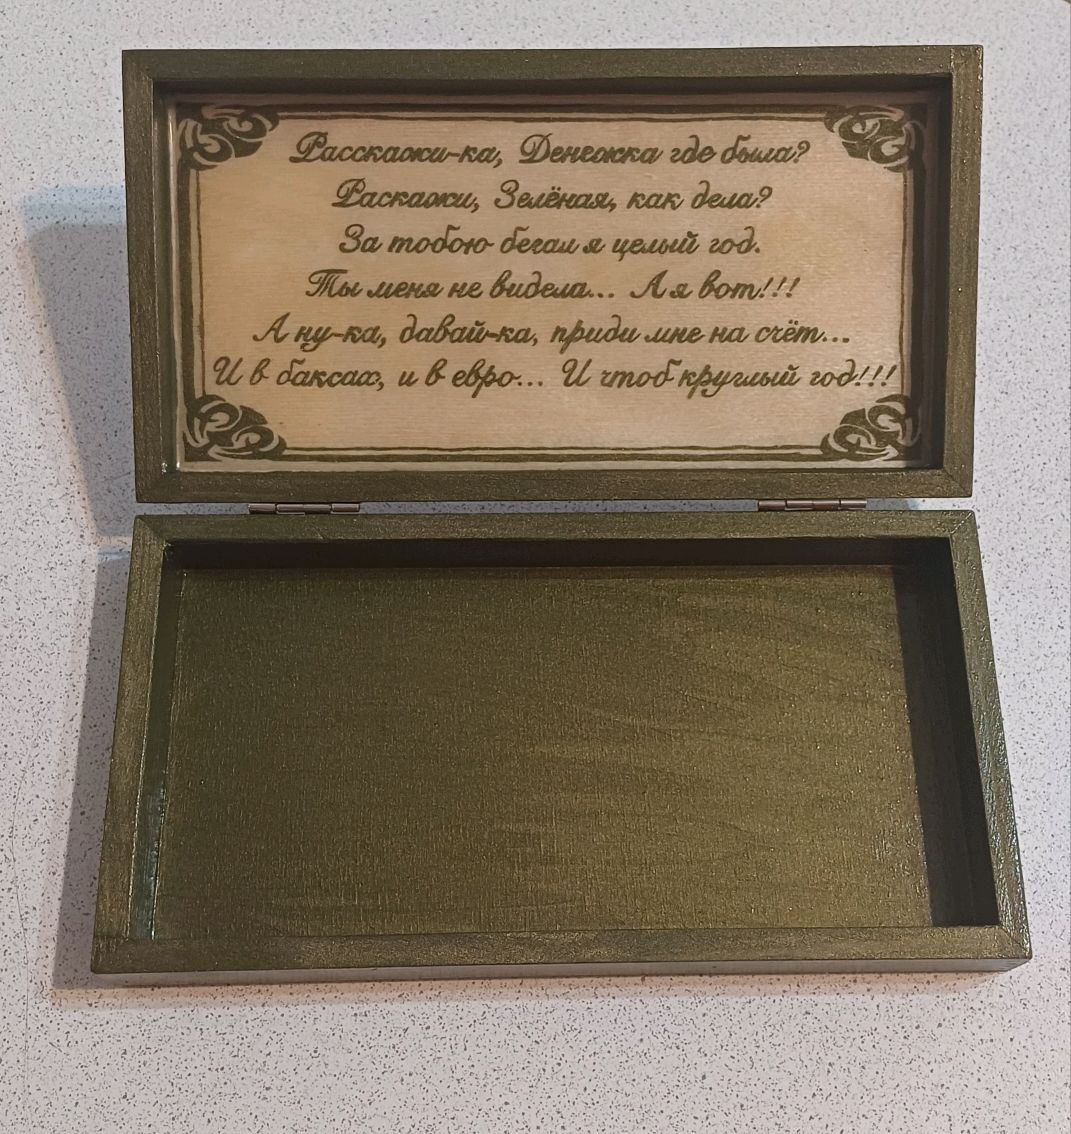 Расскажи-ка, Денежка где была?
Раскажи, Зелёная, как дела?
За тобою бегал я целый год.
Ты меня не видела... А я вот!!!
А ну-ка, давай-ка, приди мне на счёт...
И в баксах, и в евро... И чтоб круглый год!!!